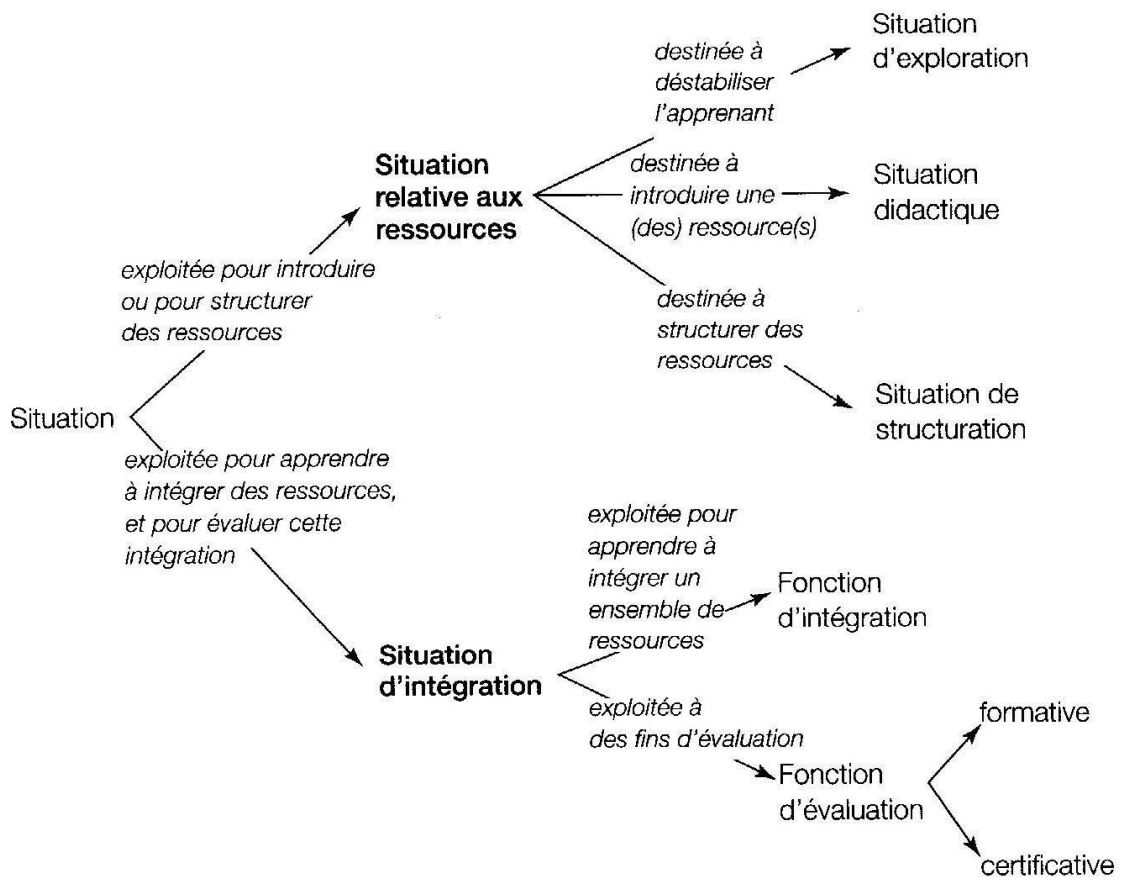 Situation
d'exploration
destinée à
déstabiliser
l'apprenant
Situation
relative aux
ressources
destinée à
introduire une
(des) ressource(s)
Situation
didactique
exploitée pour introduire
ou pour structurer
des ressources
destinée à
structurer des
ressources
Situation de
structuration
Situation
exploitée pour apprendre
à intégrer des ressources,
et pour évaluer cette
intégration
exploitée pour
apprendre à
intégrer un
ensemble de
ressources
Fonction
d'intégration
Situation
d'intégration
exploitée à
des fins d'évaluation
Fonction
d'évaluation
formative
certificative